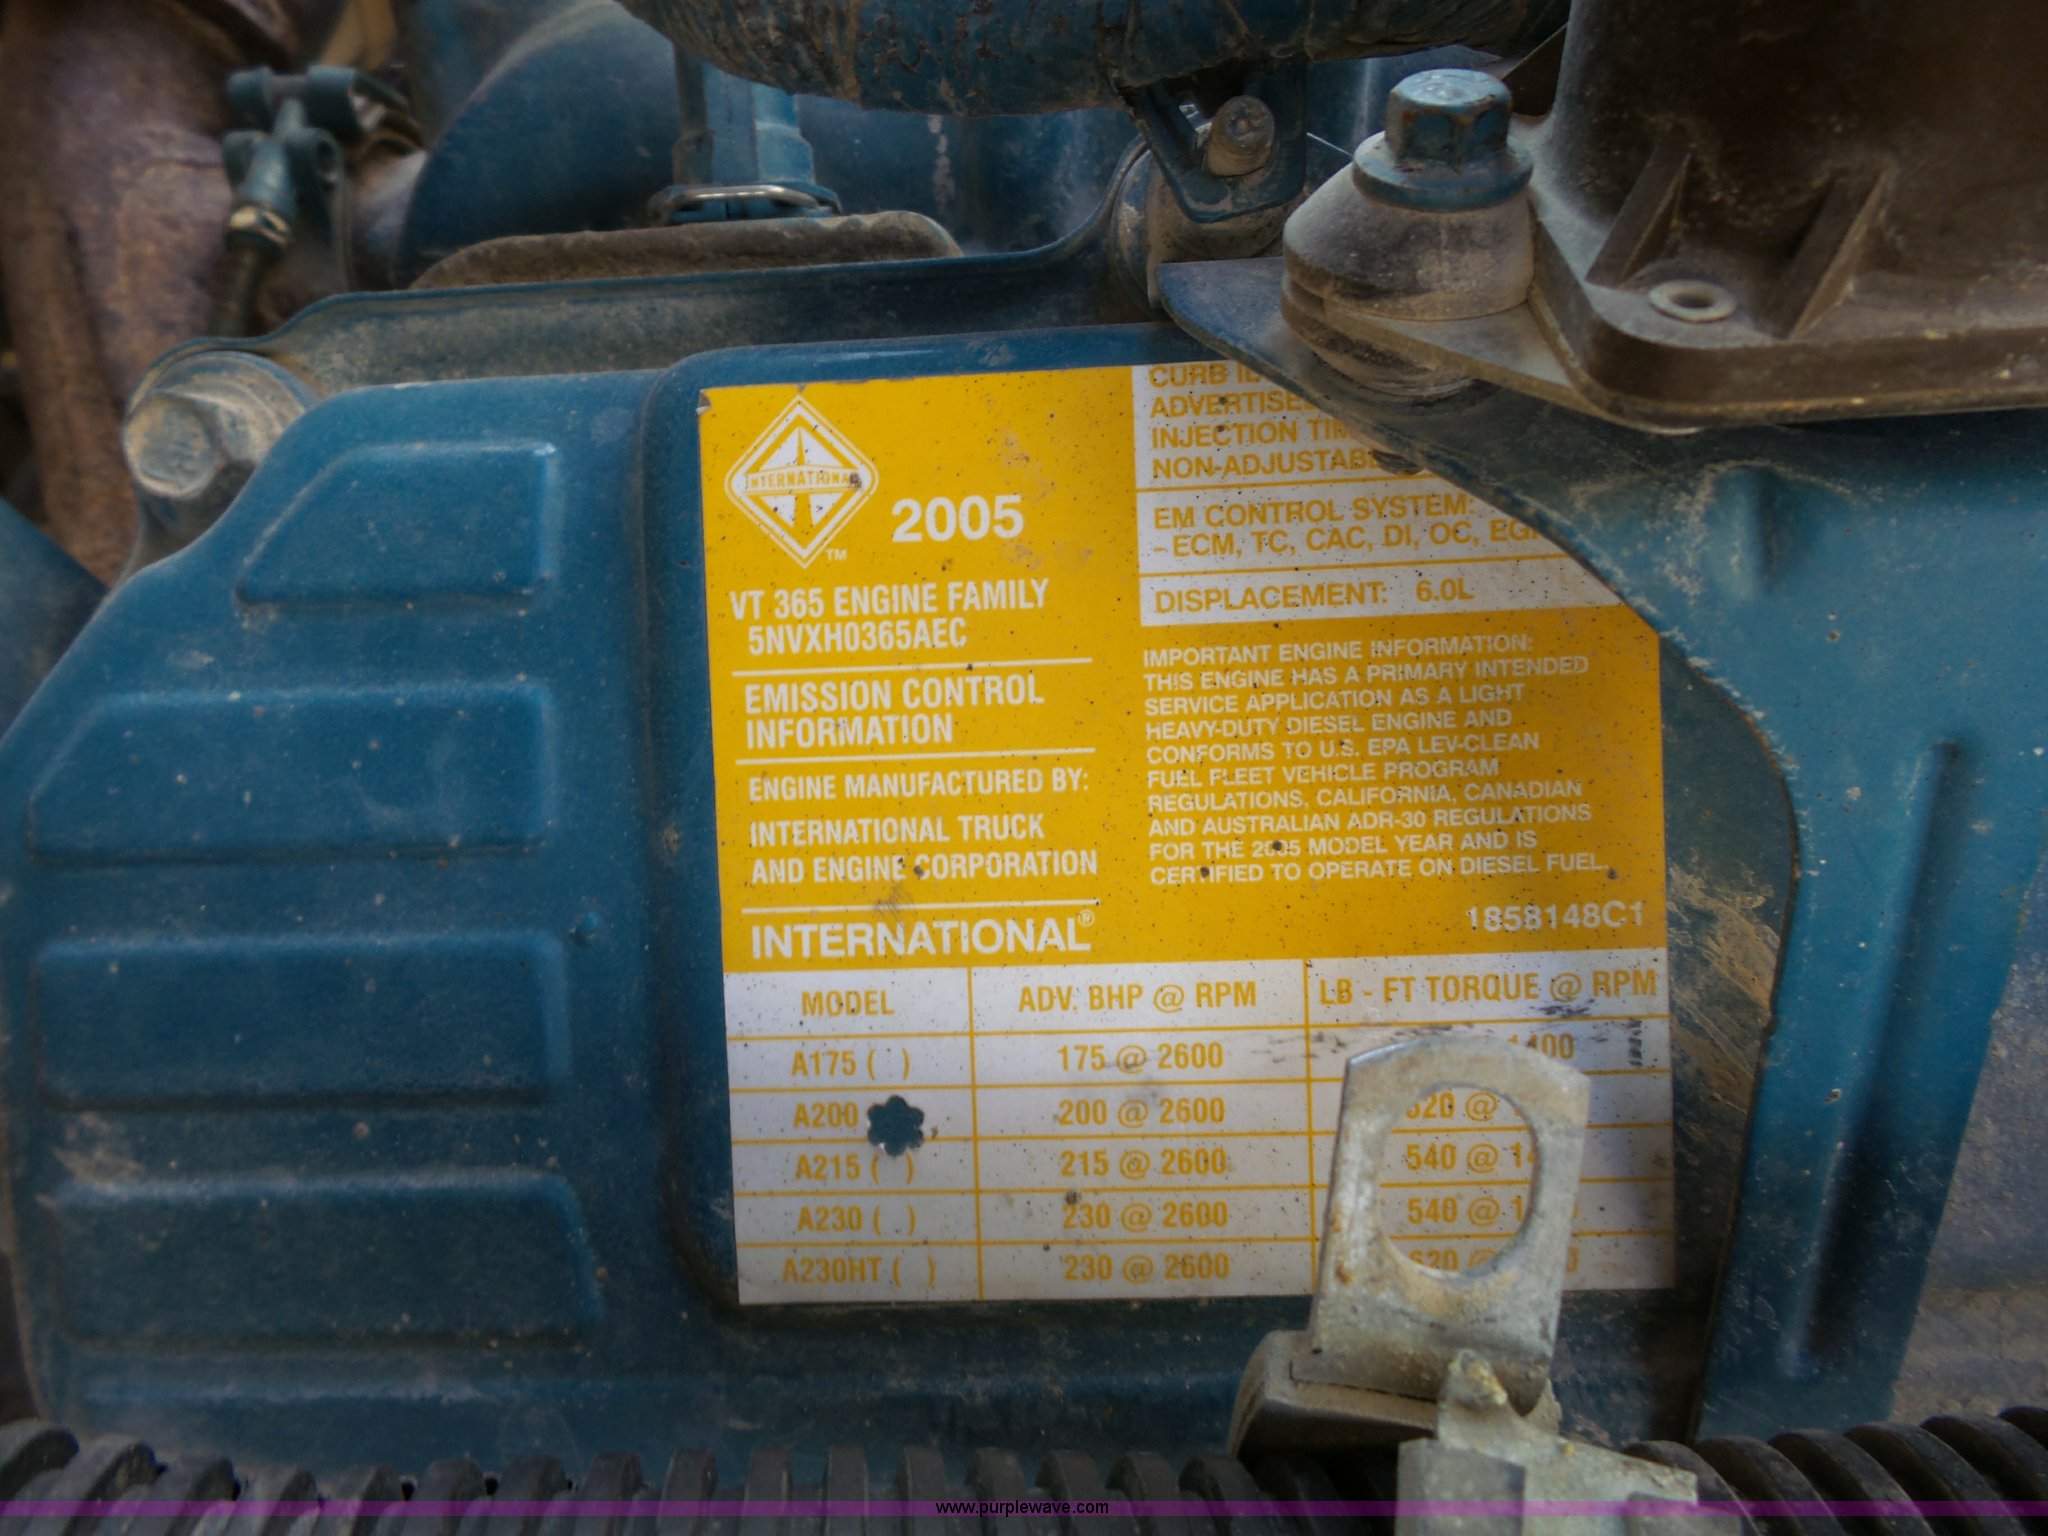 INTERNATIONAL
TM
2005
VT 365 ENGINE FAMILY
5NVXH0365AEC
EMISSION CONTROL
INFORMATION
ENGINE MANUFACTURED BY:
INTERNATIONAL TRUCK
AND ENGINE CORPORATION
INTERNATIONAL®
CURB
INJECTION
EM CONTROL SYSTEM:
- ECM, TC, CAC, DI, OC,
DISPLACEMENT: 6.0L
IMPORTANT ENGINE INFORMATION:
THIS ENGINE HAS A PRIMARY INTENDED
SERVICE APPLICATION AS A LIGHT
HEAVY-DUTY DIESEL ENGINE AND
CONFORMS TO U.S. EPA LEV-CLEAN
FUEL FLEET VEHICLE PROGRAM
REGULATIONS, CALIFORNIA, CANADIAN
AND AUSTRALIAN ADR-30 REGULATIONS
FOR THE 2005 MODEL YEAR AND IS
CERTIFIED TO OPERATE ON DIESEL FUEL.
1858148C1
MODEL ADV. BHP @ RPM LB - FT TORQUE @ RPM
A175 ( ) 175 @ 2600 1400
A200 200 @ 2600 520 @
A215 ( ) 215 @ 2600 540 @
A230 ( ) 230 @ 2600 540 @
A230HT ( ) 230 @ 2600 620 @
www.purplewave.com